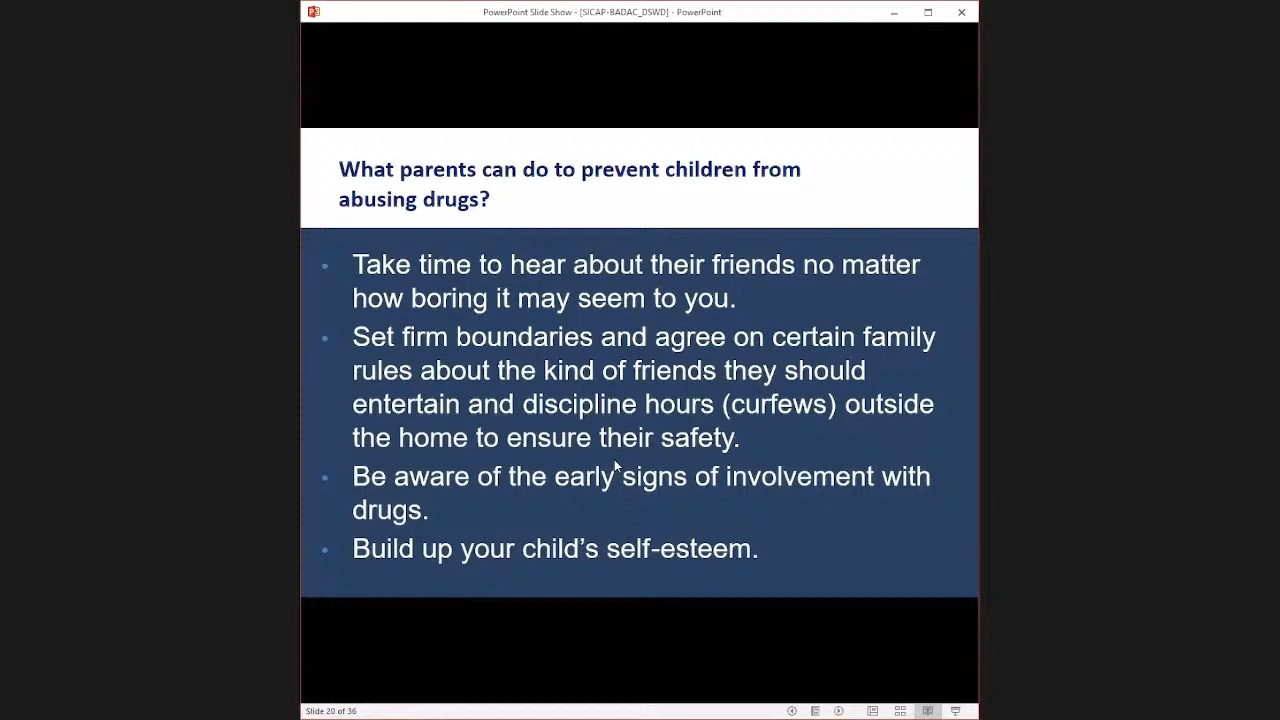 PowerPoint Slide Show - [SICAP-BADAC_DSWD] - PowerPoint
What parents can do to prevent children from
abusing drugs?
• Take time to hear about their friends no matter
how boring it may seem to you.
• Set firm boundaries and agree on certain family
rules about the kind of friends they should
entertain and discipline hours (curfews) outside
the home to ensure their safety.
• Be aware of the early signs of involvement with
drugs.
• Build up your child's self-esteem.
Slide 20 of 36